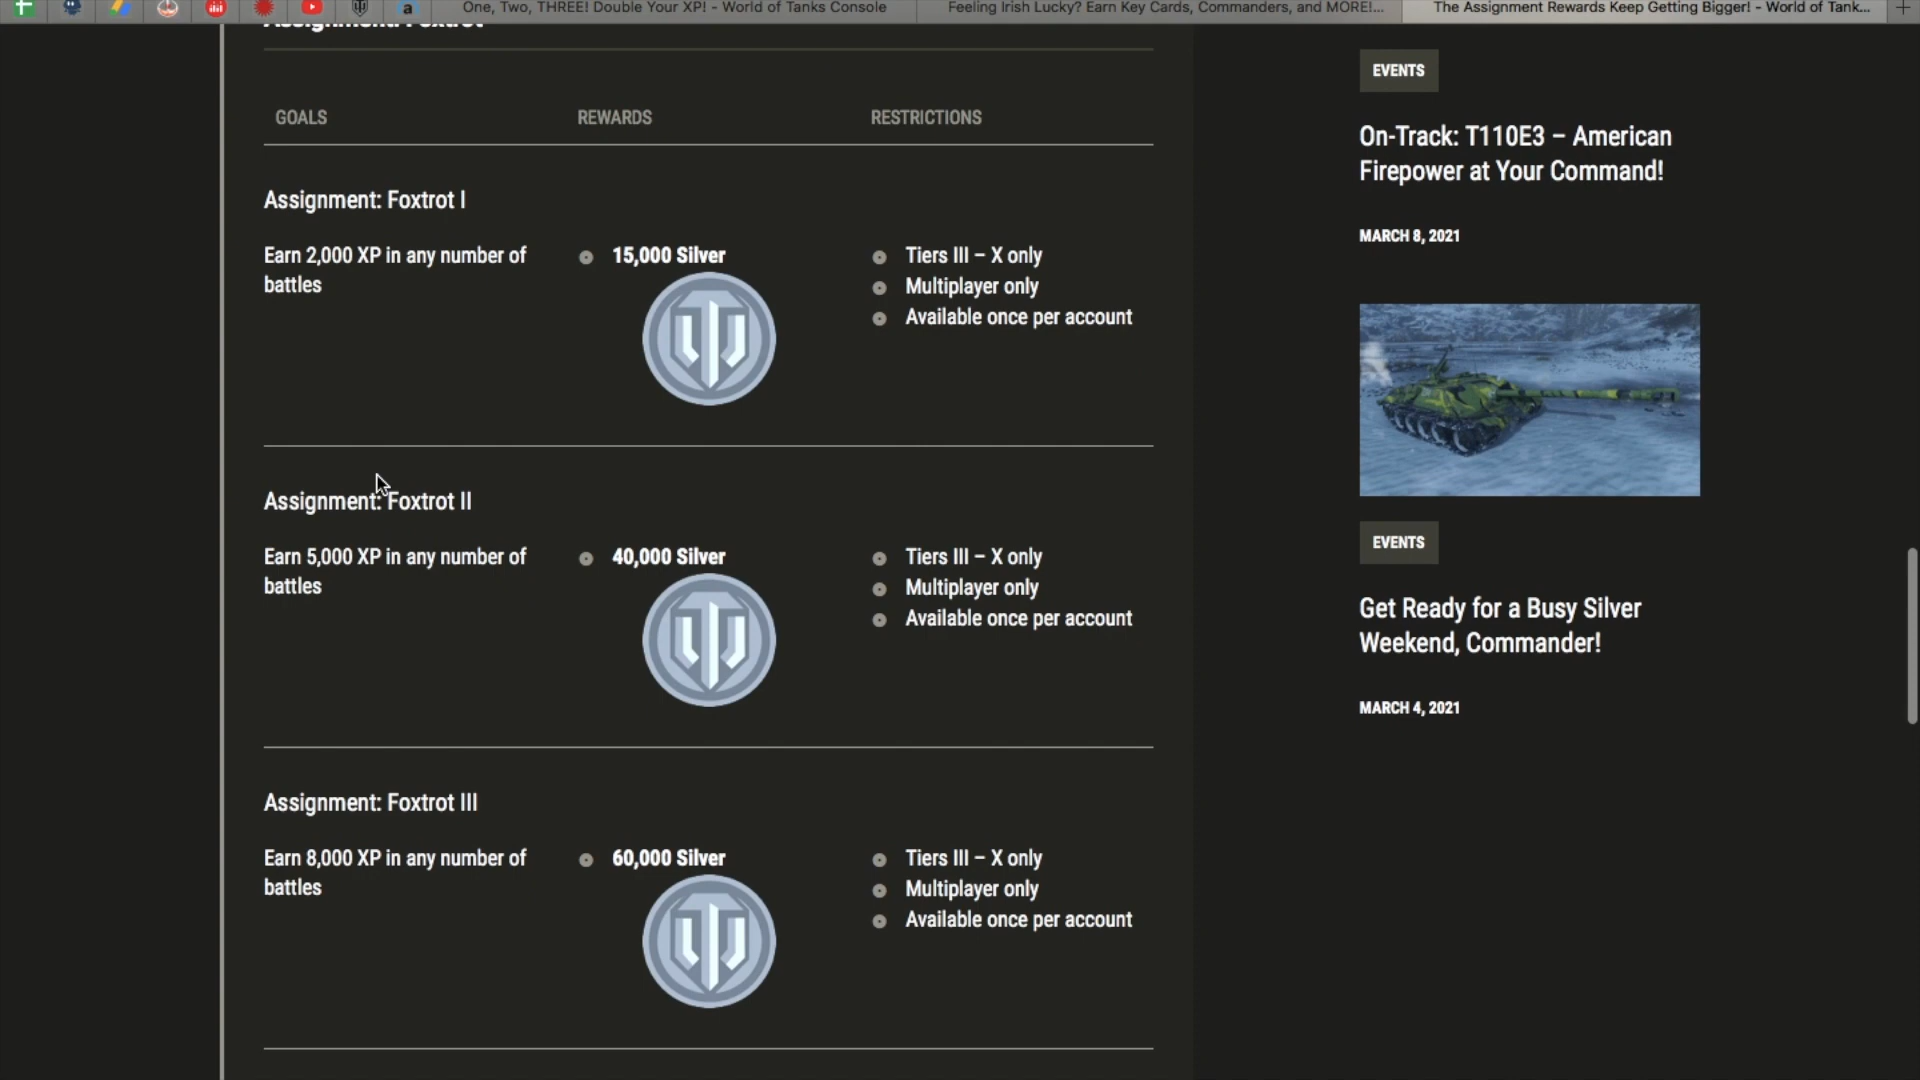 One, Two, THREE! Double Your XP! - World of Tanks Console
Feeling Irish Lucky? Earn Key Cards, Commanders, and MORE!...
The Assignment Rewards Keep Getting Bigger! - World of Tank...
Assignment: Foxtrot
GOALS
REWARDS
RESTRICTIONS
Assignment: Foxtrot I
Earn 2,000 XP in any number of
battles
15,000 Silver
Tiers III – X only
Multiplayer only
Available once per account
Assignment: Foxtrot II
Earn 5,000 XP in any number of
battles
40,000 Silver
Tiers III – X only
Multiplayer only
Available once per account
Assignment: Foxtrot III
Earn 8,000 XP in any number of
battles
60,000 Silver
Tiers III – X only
Multiplayer only
Available once per account
EVENTS
On-Track: T110E3 – American
Firepower at Your Command!
MARCH 8, 2021
EVENTS
Get Ready for a Busy Silver
Weekend, Commander!
MARCH 4, 2021